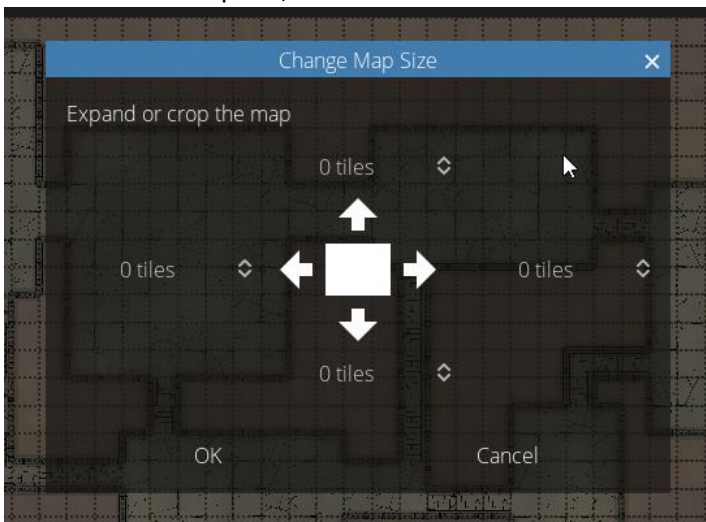 Change Map Size
Expand or crop the map
0 tiles
0 tiles
0 tiles
0 tiles
OK
Cancel